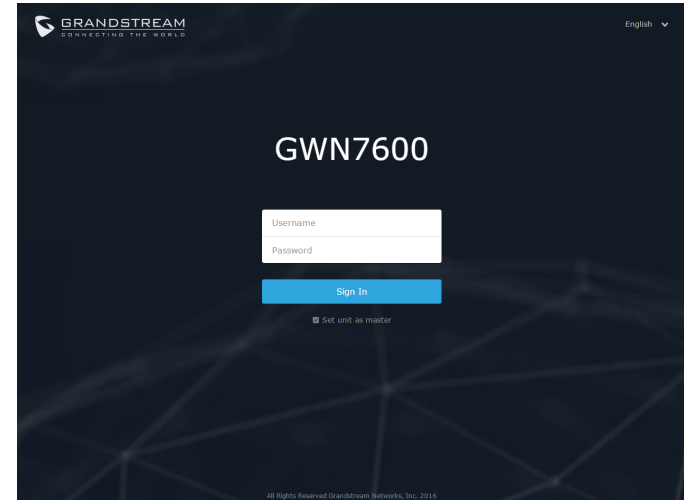 GRANDSTREAM
CONNECTING THE WORLD
English
GWN7600
Username
Password
Sign In
Set unit as master
All Rights Reserved Grandstream Networks, Inc. 2016